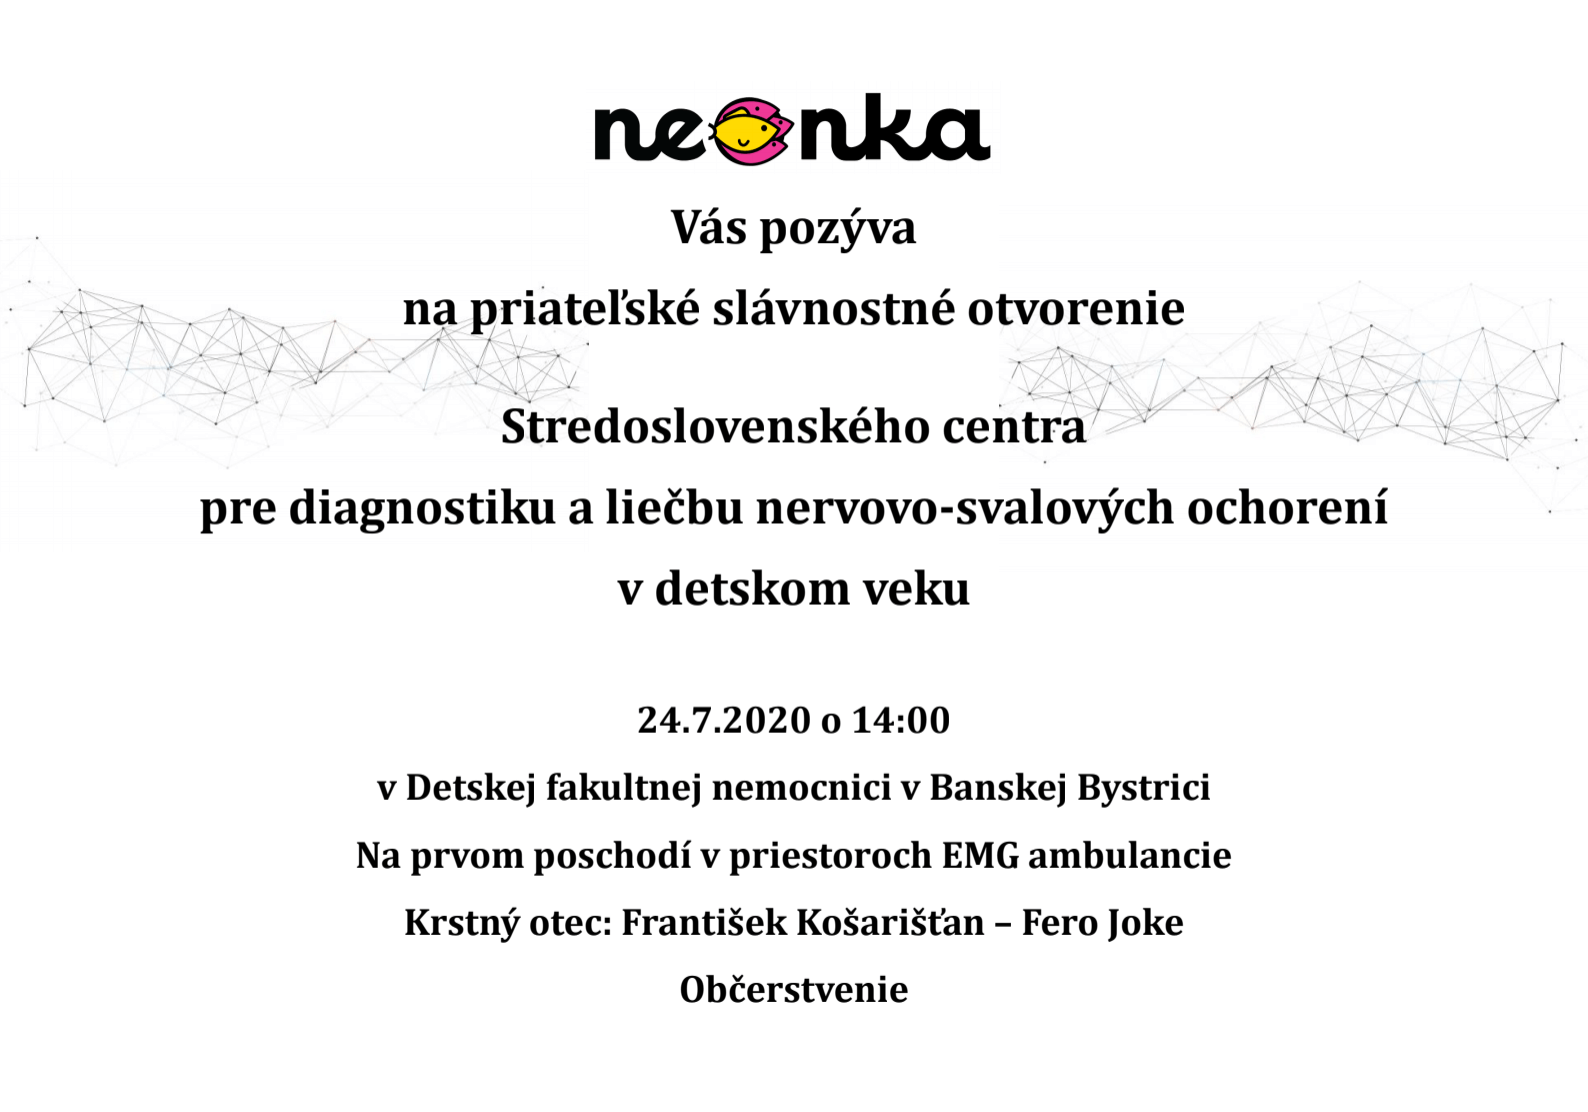 neonka
Vás pozýva
na priateľské slávnostné otvorenie
Stredoslovenského centra
pre diagnostiku a liečbu nervovo-svalových ochorení
v detskom veku
24.7.2020 o 14:00
v Detskej fakultnej nemocnici v Banskej Bystrici
Na prvom poschodí v priestoroch EMG ambulancie
Krstný otec: František Košarišťan – Fero Joke
Občerstvenie